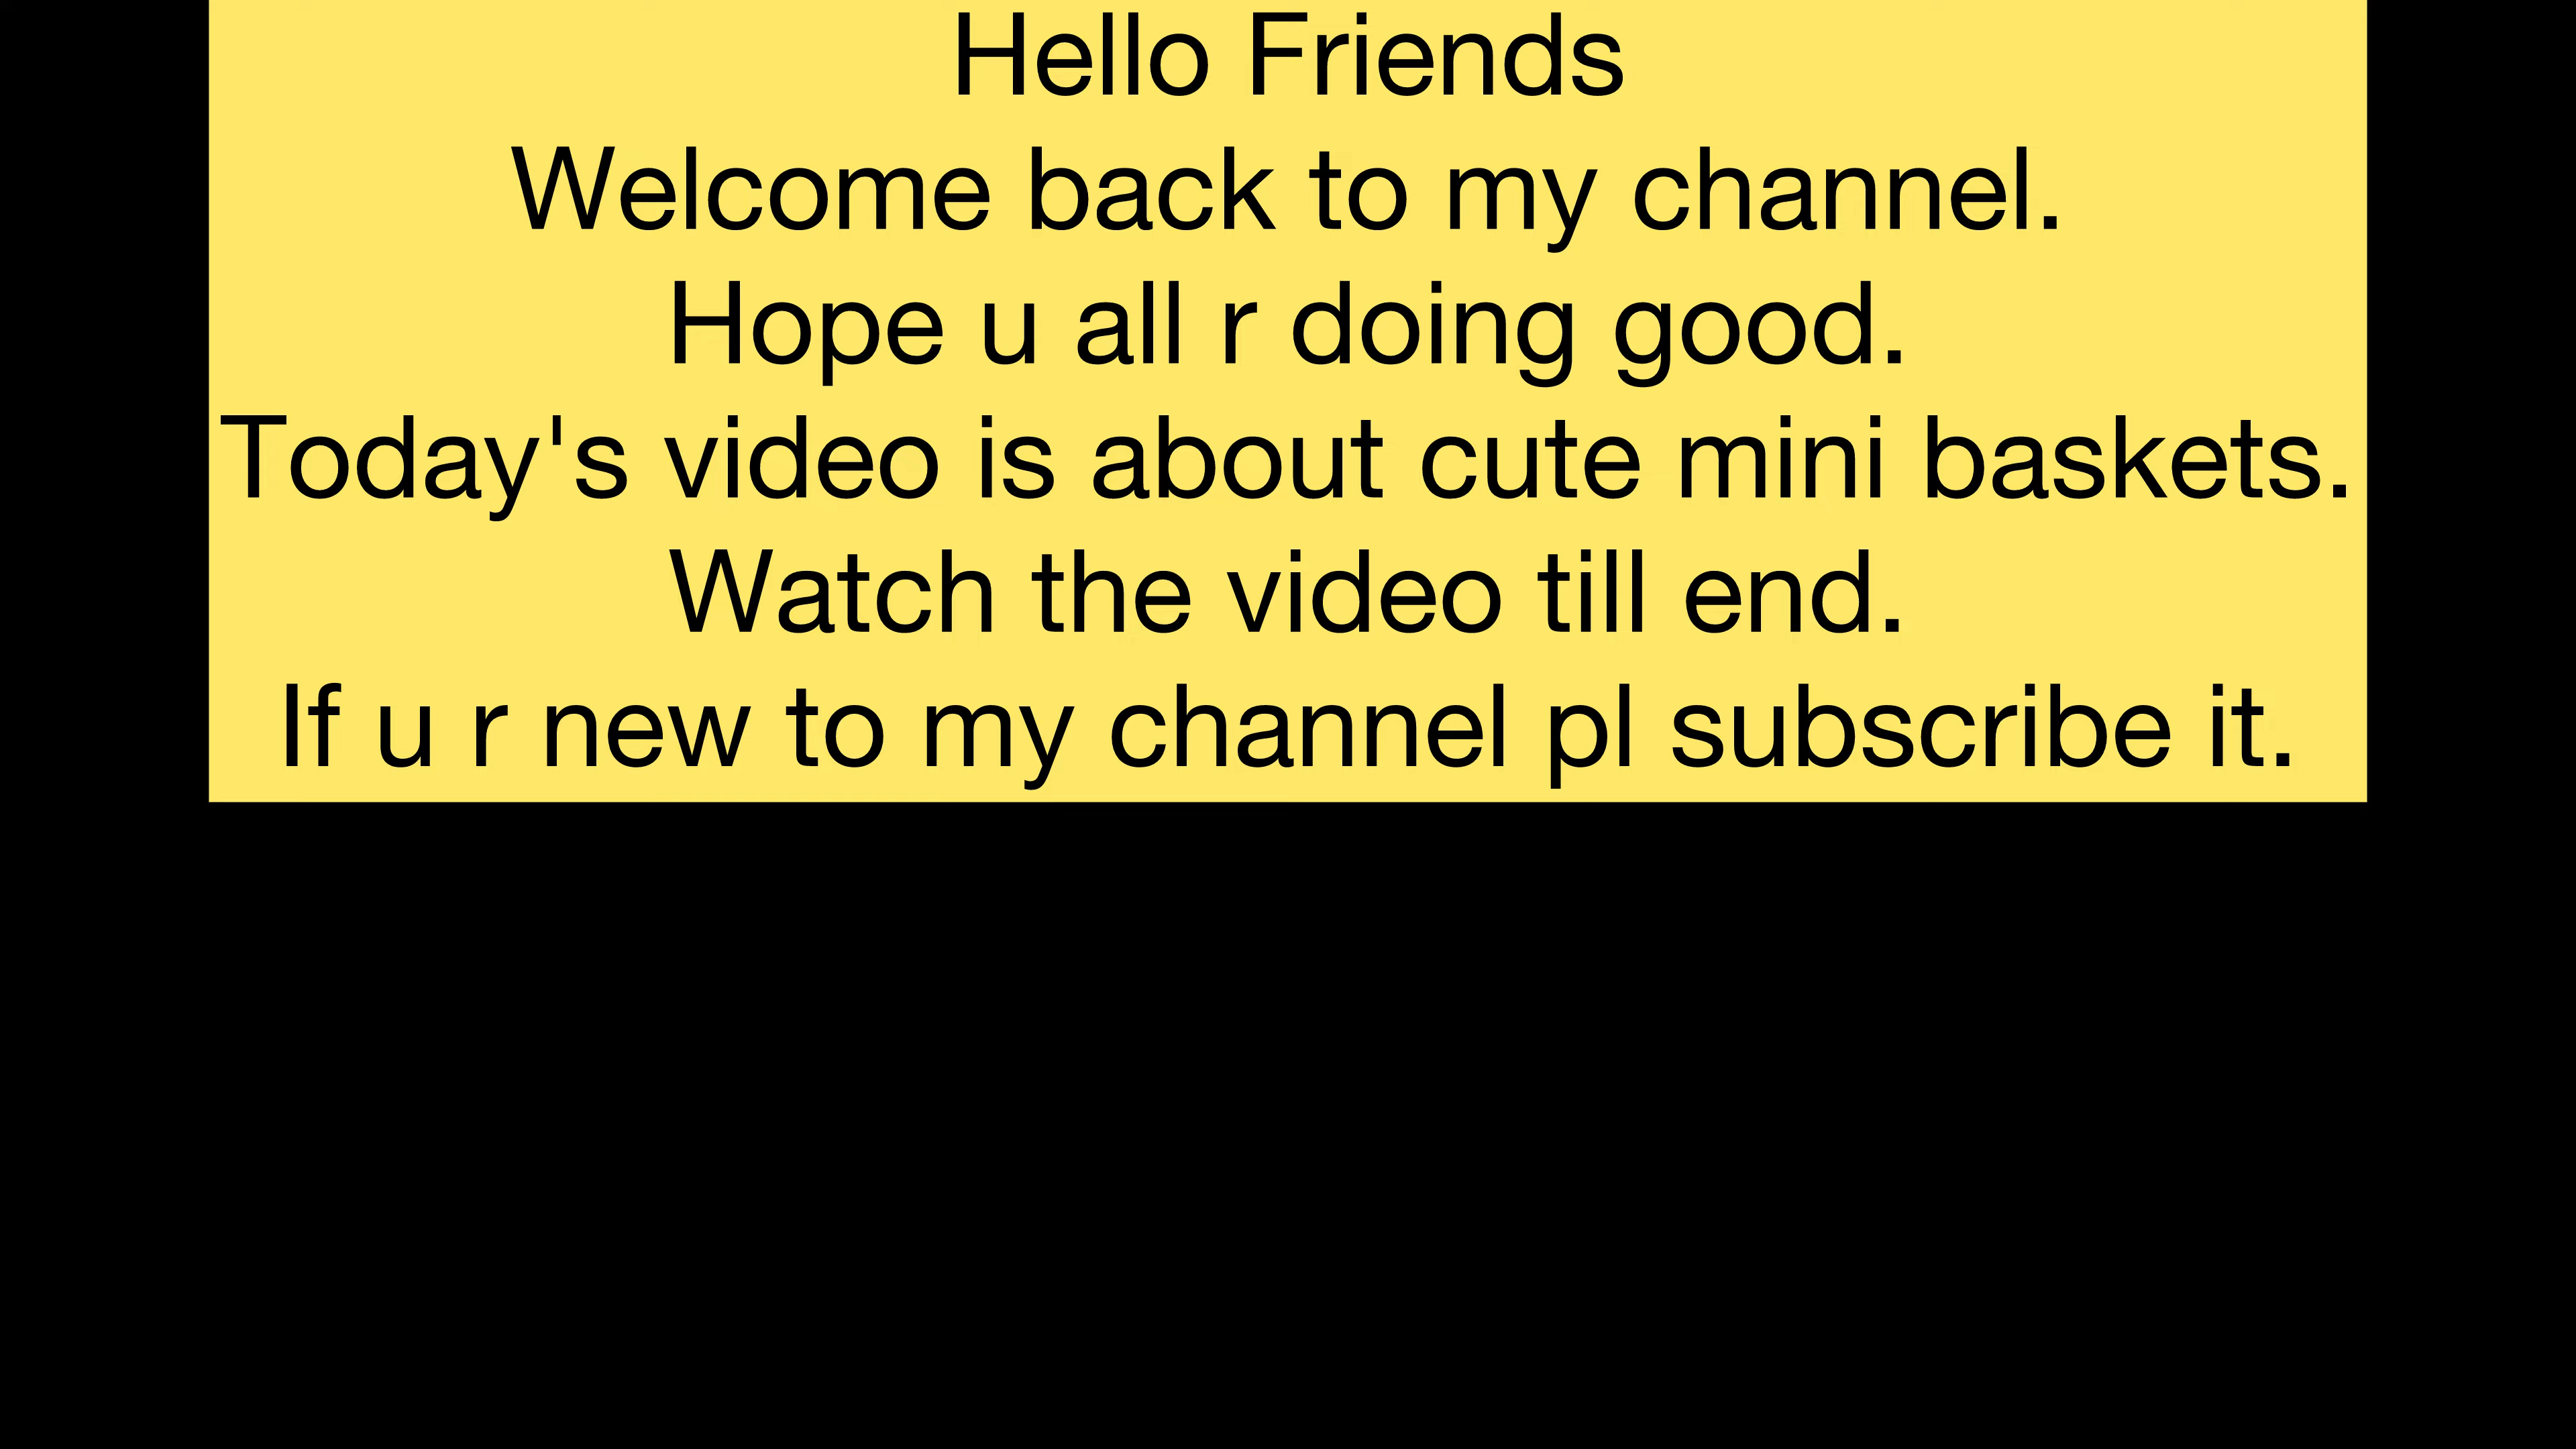 Hello Friends
Welcome back to my channel.
Hope u all r doing good.
Today's video is about cute mini baskets.
Watch the video till end.
If u r new to my channel pl subscribe it.